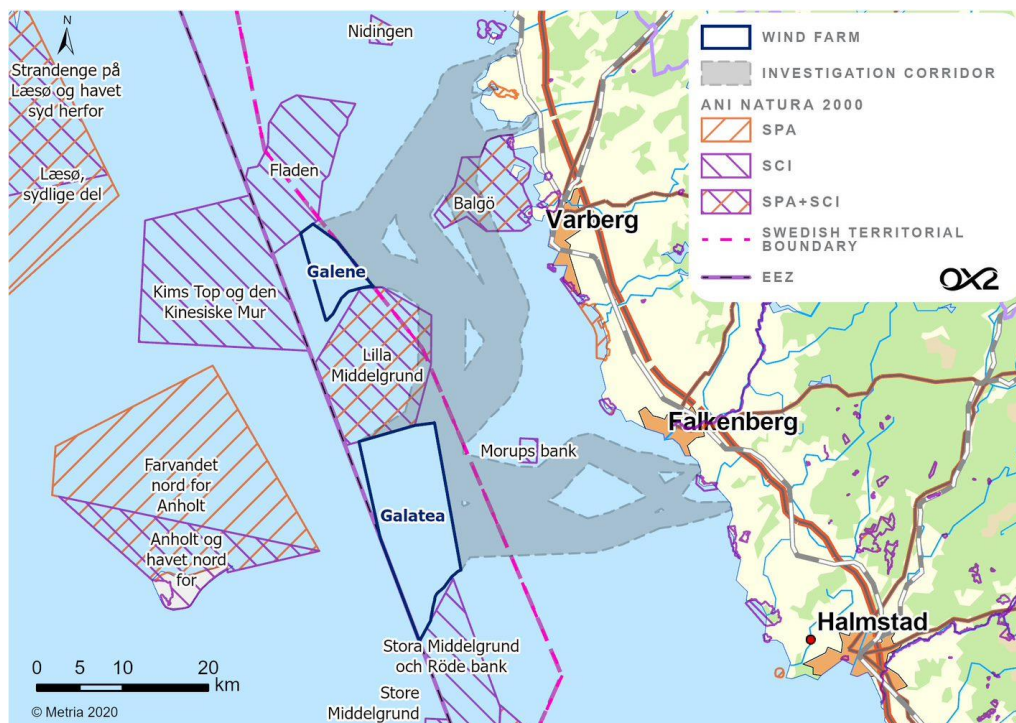 N
Nidingen
Strandenge på
Læsø og havet
syd herfor
Læsø,
sydlige del
Fladen
Balgö
Varberg
Galene
Kims Top og den
Kinesiske Mur
Lilla
Middelgrund
Falkenberg
Morups bank
Farvandet
nord for
Anholt
Galatea
Anholt og
havet nord
for
Halmstad
Stora Middelgrund
och Röde bank
Store
Middelgrund
0 5 10 20
km
© Metria 2020
WIND FARM
INVESTIGATION CORRIDOR
ANI NATURA 2000
SPA
SCI
SPA+SCI
SWEDISH TERRITORIAL
BOUNDARY
EEZ
OX2